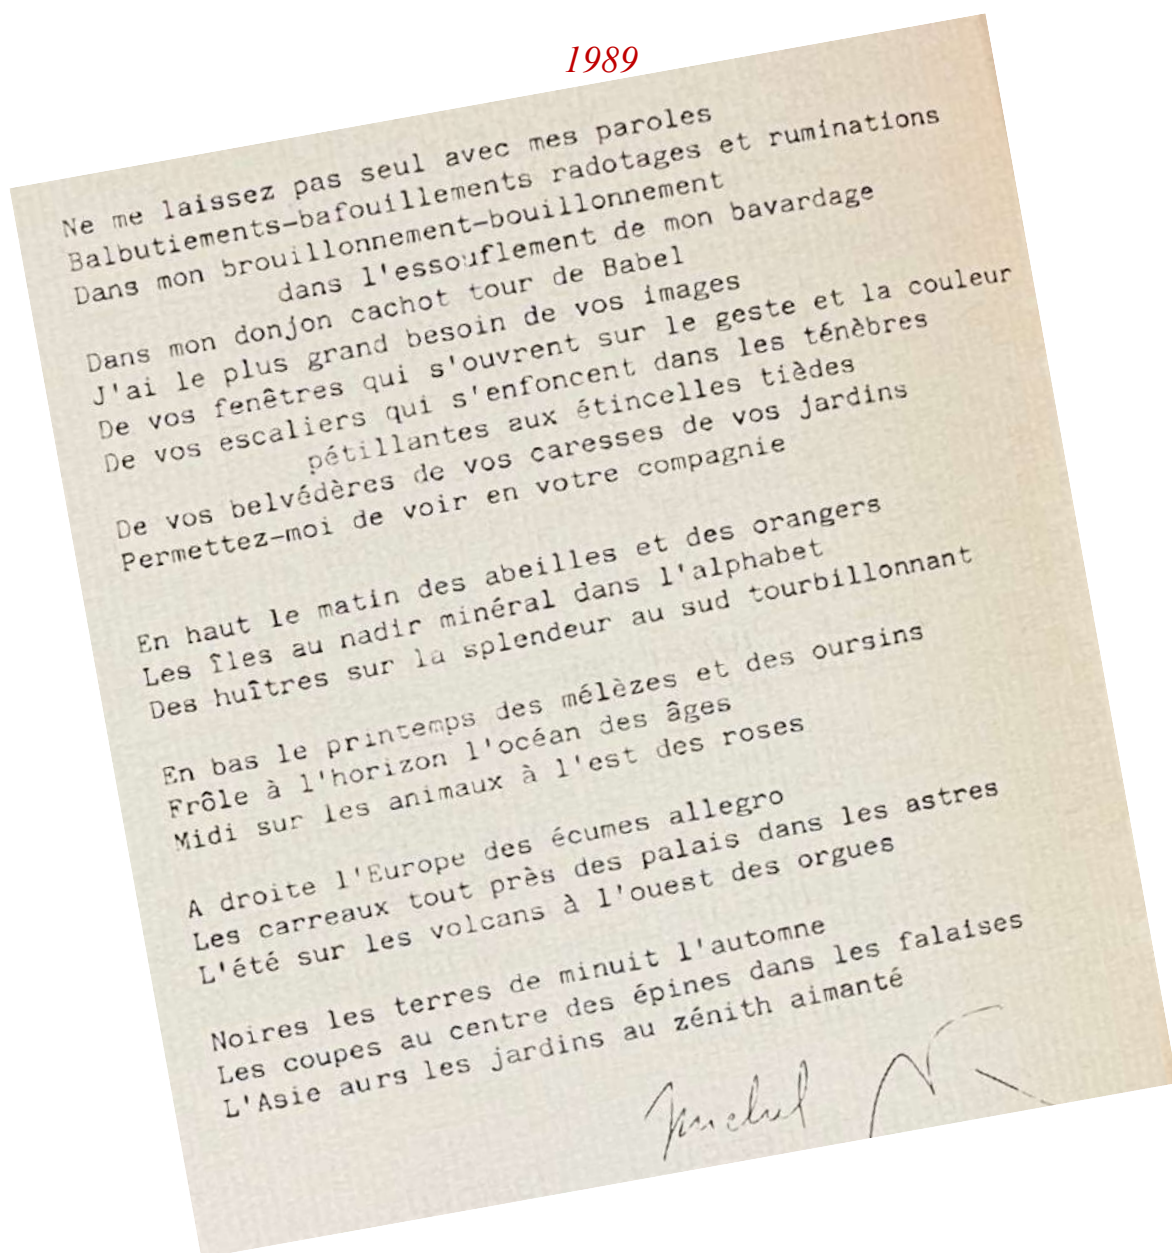 1989
Ne me laissez pas seul avec mes paroles
Balbutiements-bafouillements radotages et ruminations
Dans mon brouillonnement-bouillonnement
dans l'essouflement de mon bavardage
Dans mon donjon cachot tour de Babel
J'ai le plus grand besoin de vos images
De vos fenêtres qui s'ouvrent sur le geste et la couleur
De vos escaliers qui s'enfoncent dans les ténèbres
pétillantes aux étincelles tièdes
De vos belvédères de vos caresses de vos jardins
Permettez-moi de voir en votre compagnie
En haut le matin des abeilles et des orangers
Les îles au nadir minéral dans l'alphabet
Des huîtres sur la splendeur au sud tourbillonnant
En bas le printemps des mélèzes et des oursins
Frôle à l'horizon l'océan des âges
Midi sur les animaux à l'est des roses
A droite l'Europe des écumes allegro
Les carreaux tout près des palais dans les astres
L'été sur les volcans à l'ouest des orgues
Noires les terres de minuit l'automne
Les coupes au centre des épines dans les falaises
L'Asie aurs les jardins au zénith aimanté
Michel